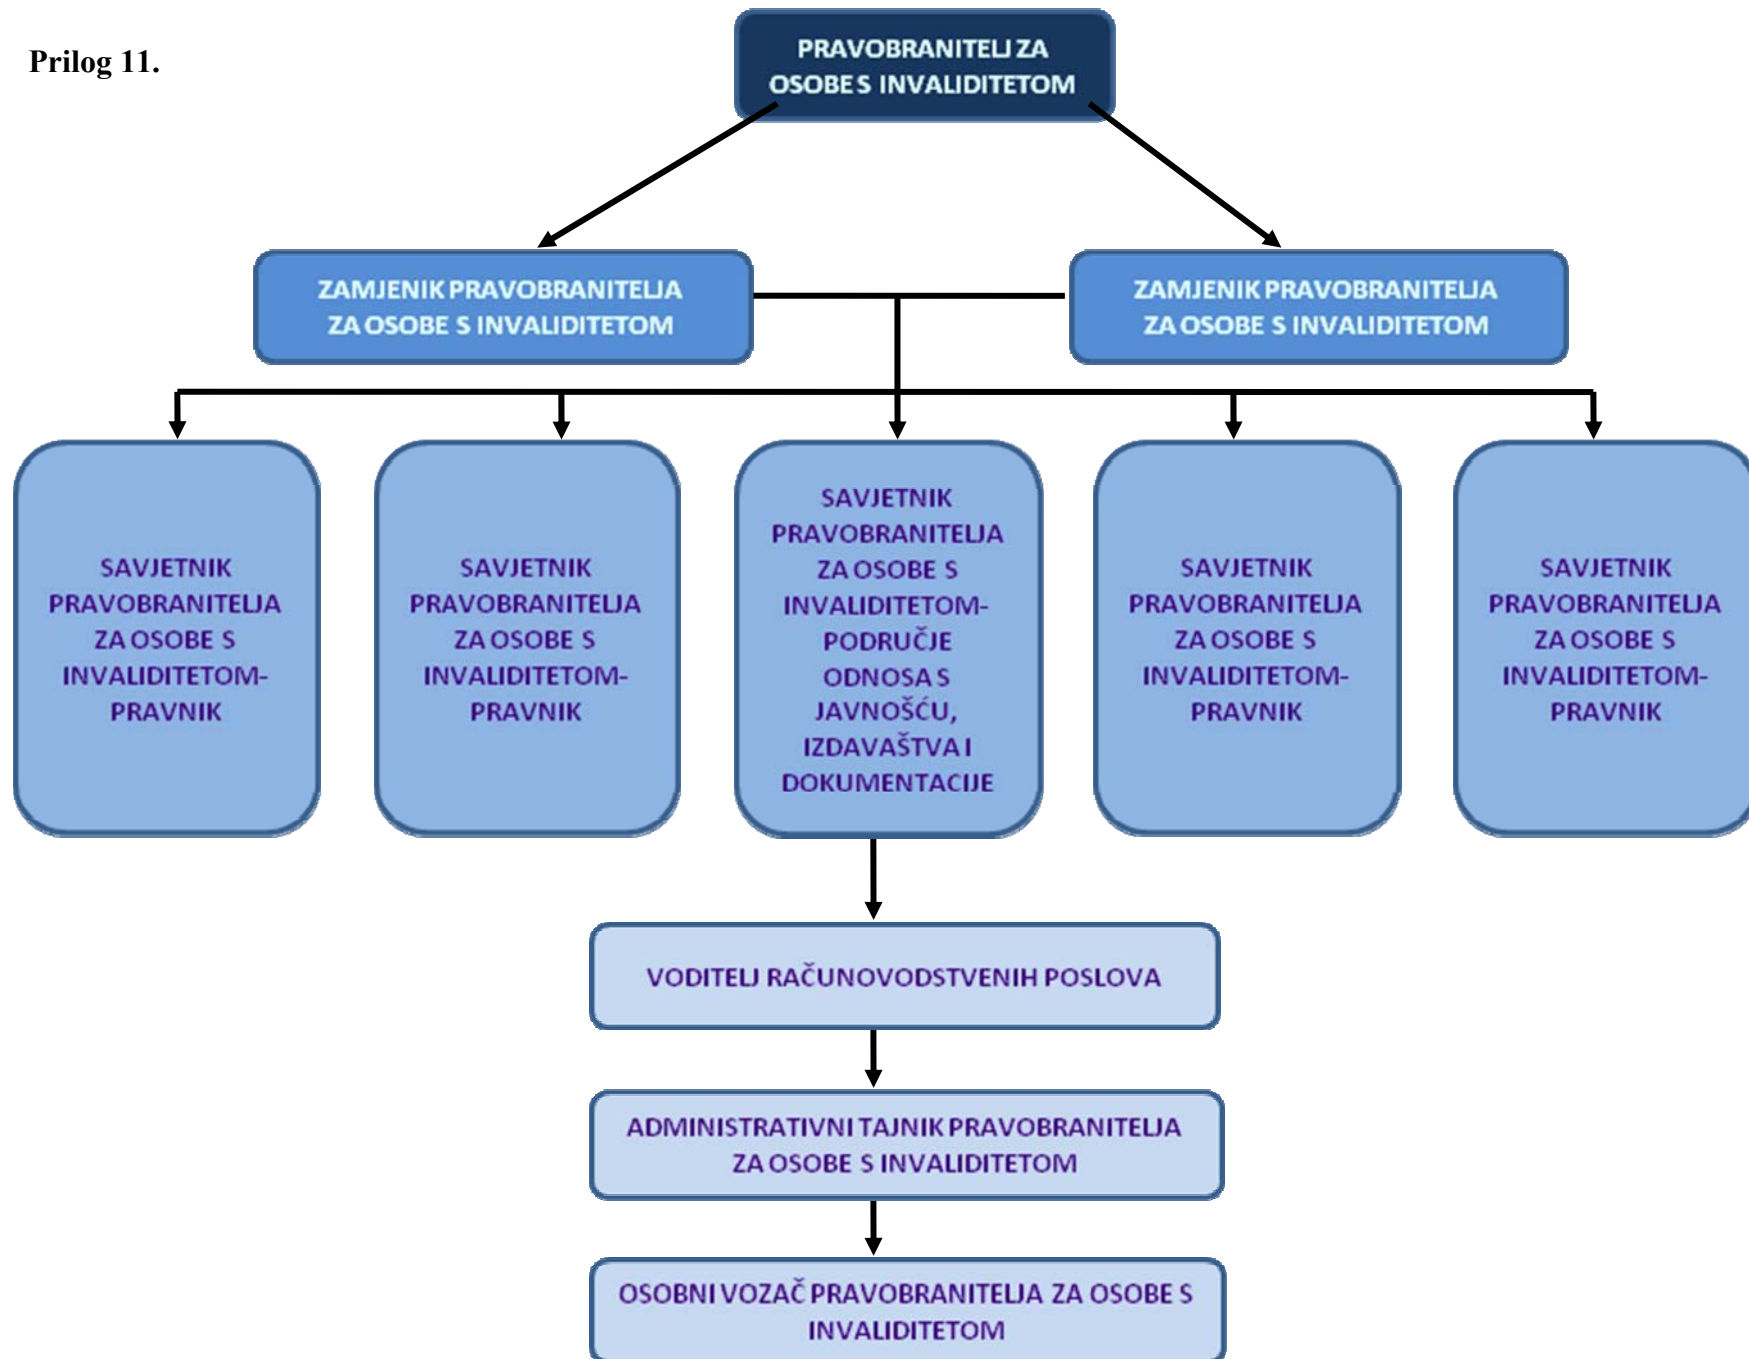 Prilog 11.
PRAVOBRANITELJ ZA
OSOBE S INVALIDITETOM
ZAMJENIK PRAVOBRANITELJA
ZA OSOBE S INVALIDITETOM
ZAMJENIK PRAVOBRANITELJA
ZA OSOBE S INVALIDITETOM
SAVJETNIK
PRAVOBRANITELJA
ZA OSOBE S
INVALIDITETOM-
PRAVNIK
SAVJETNIK
PRAVOBRANITELJA
ZA OSOBE S
INVALIDITETOM-
PRAVNIK
SAVJETNIK
PRAVOBRANITELJA
ZA OSOBE S
INVALIDITETOM-
PODRUČJE
ODNOSA S
JAVNOŠĆU,
IZDAVAŠTVA I
DOKUMENTACIJE
SAVJETNIK
PRAVOBRANITELJA
ZA OSOBE S
INVALIDITETOM-
PRAVNIK
SAVJETNIK
PRAVOBRANITELJA
ZA OSOBE S
INVALIDITETOM-
PRAVNIK
VODITELJ RAČUNOVODSTVENIH POSLOVA
ADMINISTRATIVNI TAJNIK PRAVOBRANITELJA
ZA OSOBE S INVALIDITETOM
OSOBNI VOZAČ PRAVOBRANITELJA ZA OSOBE S
INVALIDITETOM